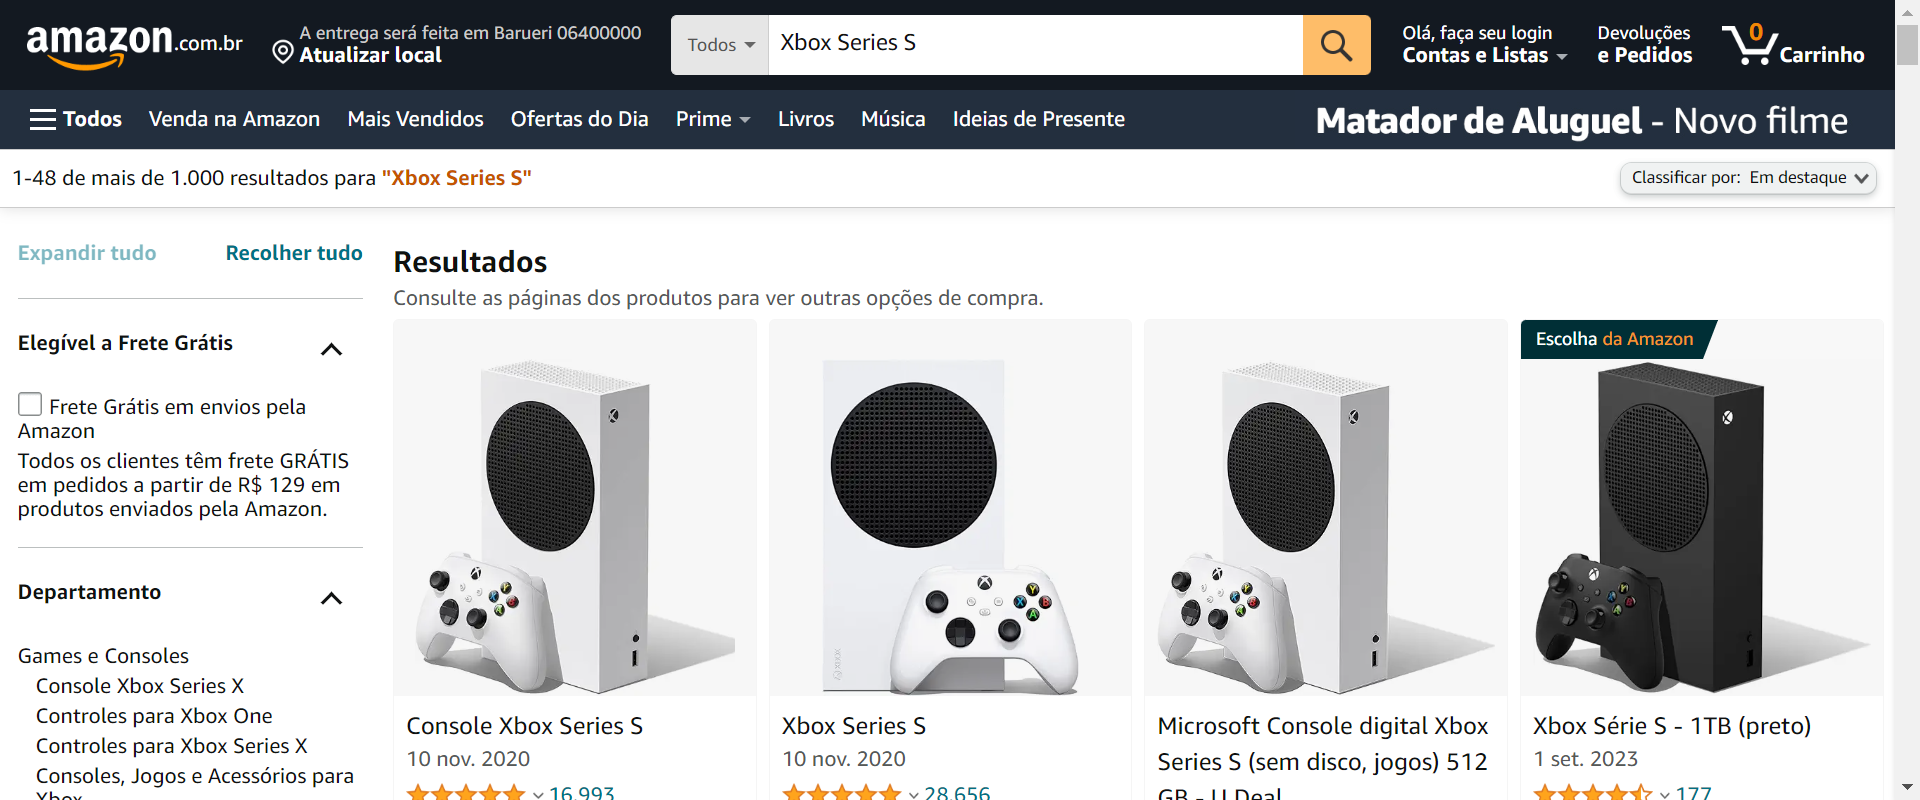 amazon.com.br
A entrega será feita em Barueri 06400000
Atualizar local
Todos
Xbox Series S
Olá, faça seu login
Contas e Listas
Devoluções
e Pedidos
0
Carrinho
Todos
Venda na Amazon
Mais Vendidos
Ofertas do Dia
Prime
Livros
Música
Ideias de Presente
Matador de Aluguel - Novo filme
1-48 de mais de 1.000 resultados para "Xbox Series S"
Classificar por: Em destaque
Expandir tudo
Recolher tudo
Elegível a Frete Grátis
Frete Grátis em envios pela
Amazon
Todos os clientes têm frete GRÁTIS
em pedidos a partir de R$ 129 em
produtos enviados pela Amazon.
Departamento
Games e Consoles
Console Xbox Series X
Controles para Xbox One
Controles para Xbox Series X
Consoles, Jogos e Acessórios para
Xbox
Resultados
Consulte as páginas dos produtos para ver outras opções de compra.
Console Xbox Series S
10 nov. 2020
16.993
Xbox Series S
10 nov. 2020
28.656
Microsoft Console digital Xbox
Series S (sem disco, jogos) 512
GB - U Deal
Escolha da Amazon
Xbox Série S - 1TB (preto)
1 set. 2023
177